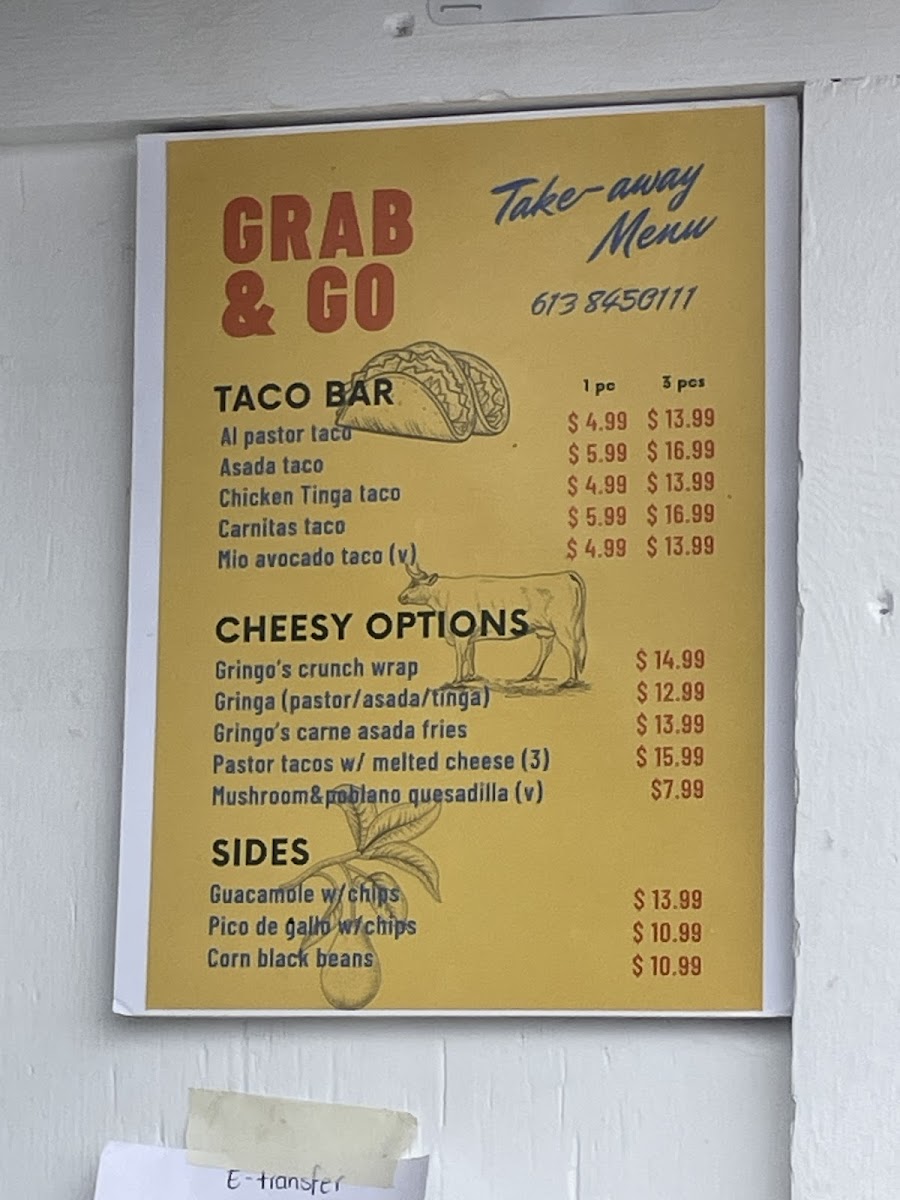 GRAB
& GO
Take-away
Menu
613 8450111
TACO BAR 1 pc 3 pcs
Al pastor taco $ 4.99 $ 13.99
Asada taco $ 5.99 $ 16.99
Chicken Tinga taco $ 4.99 $ 13.99
Carnitas taco $ 5.99 $ 16.99
Mio avocado taco (v) $ 4.99 $ 13.99
CHEESY OPTIONS
Gringo's crunch wrap $ 14.99
Gringa (pastor/asada/tinga) $ 12.99
Gringo's carne asada fries $ 13.99
Pastor tacos w/ melted cheese (3) $ 15.99
Mushroom&poblano quesadilla (v) $7.99
SIDES
Guacamole w/chips $ 13.99
Pico de gallo w/chips $ 10.99
Corn black beans $ 10.99
E-transfer